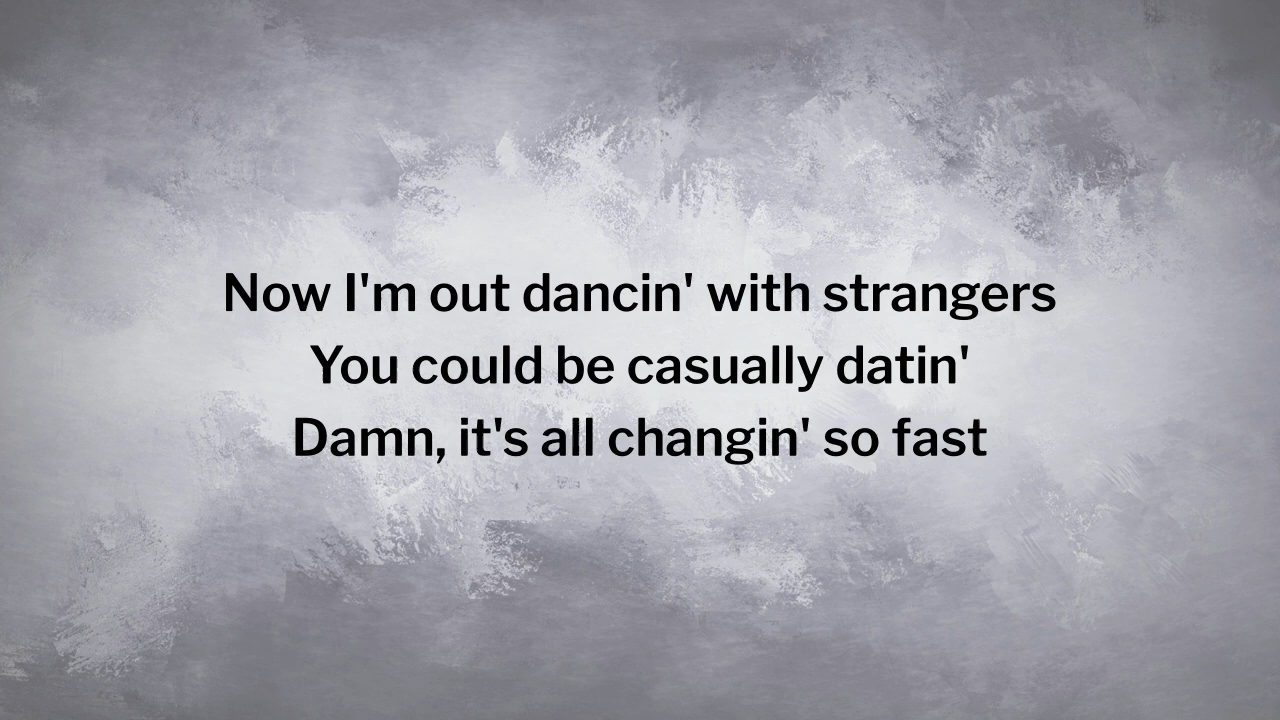 Now I'm out dancin' with strangers
You could be casually datin'
Damn, it's all changin' so fast